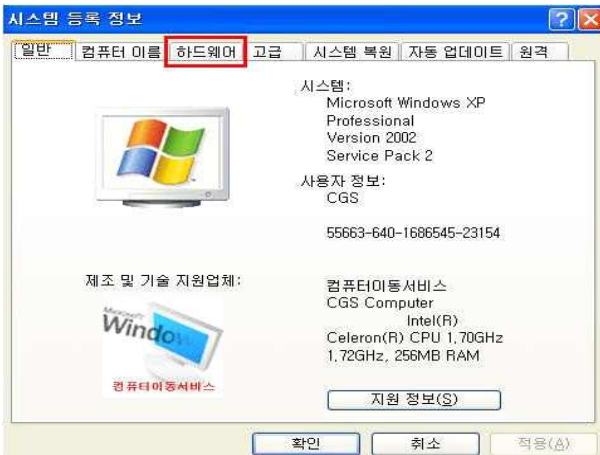 시스템 등록 정보
일반 컴퓨터 이름 하드웨어 고급 시스템 복원 자동 업데이트 원격
시스템:
Microsoft Windows XP
Professional
Version 2002
Service Pack 2
사용자 정보:
CGS
55663-640-1686545-23154
제조 및 기술 지원업체:
Microsoft
Window
컴퓨터이동서비스
컴퓨터이동서비스
CGS Computer
Intel(R)
Celeron(R) CPU 1.70GHz
1.72GHz, 256MB RAM
지원 정보(S)
확인 취소 적용(A)